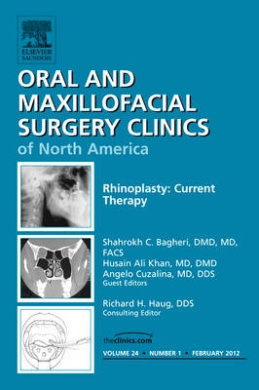 ELSEVIER
SAUNDERS
ORAL AND
MAXILLOFACIAL
SURGERY CLINICS
of North America
Rhinoplasty: Current
Therapy
Shahrokh C. Bagheri, DMD, MD,
FACS
Husain Ali Khan, MD, DMD
Angelo Cuzalina, MD, DDS
Guest Editors
Richard H. Haug, DDS
Consulting Editor
theclinics.com
VOLUME 24 • NUMBER 1 • FEBRUARY 2012